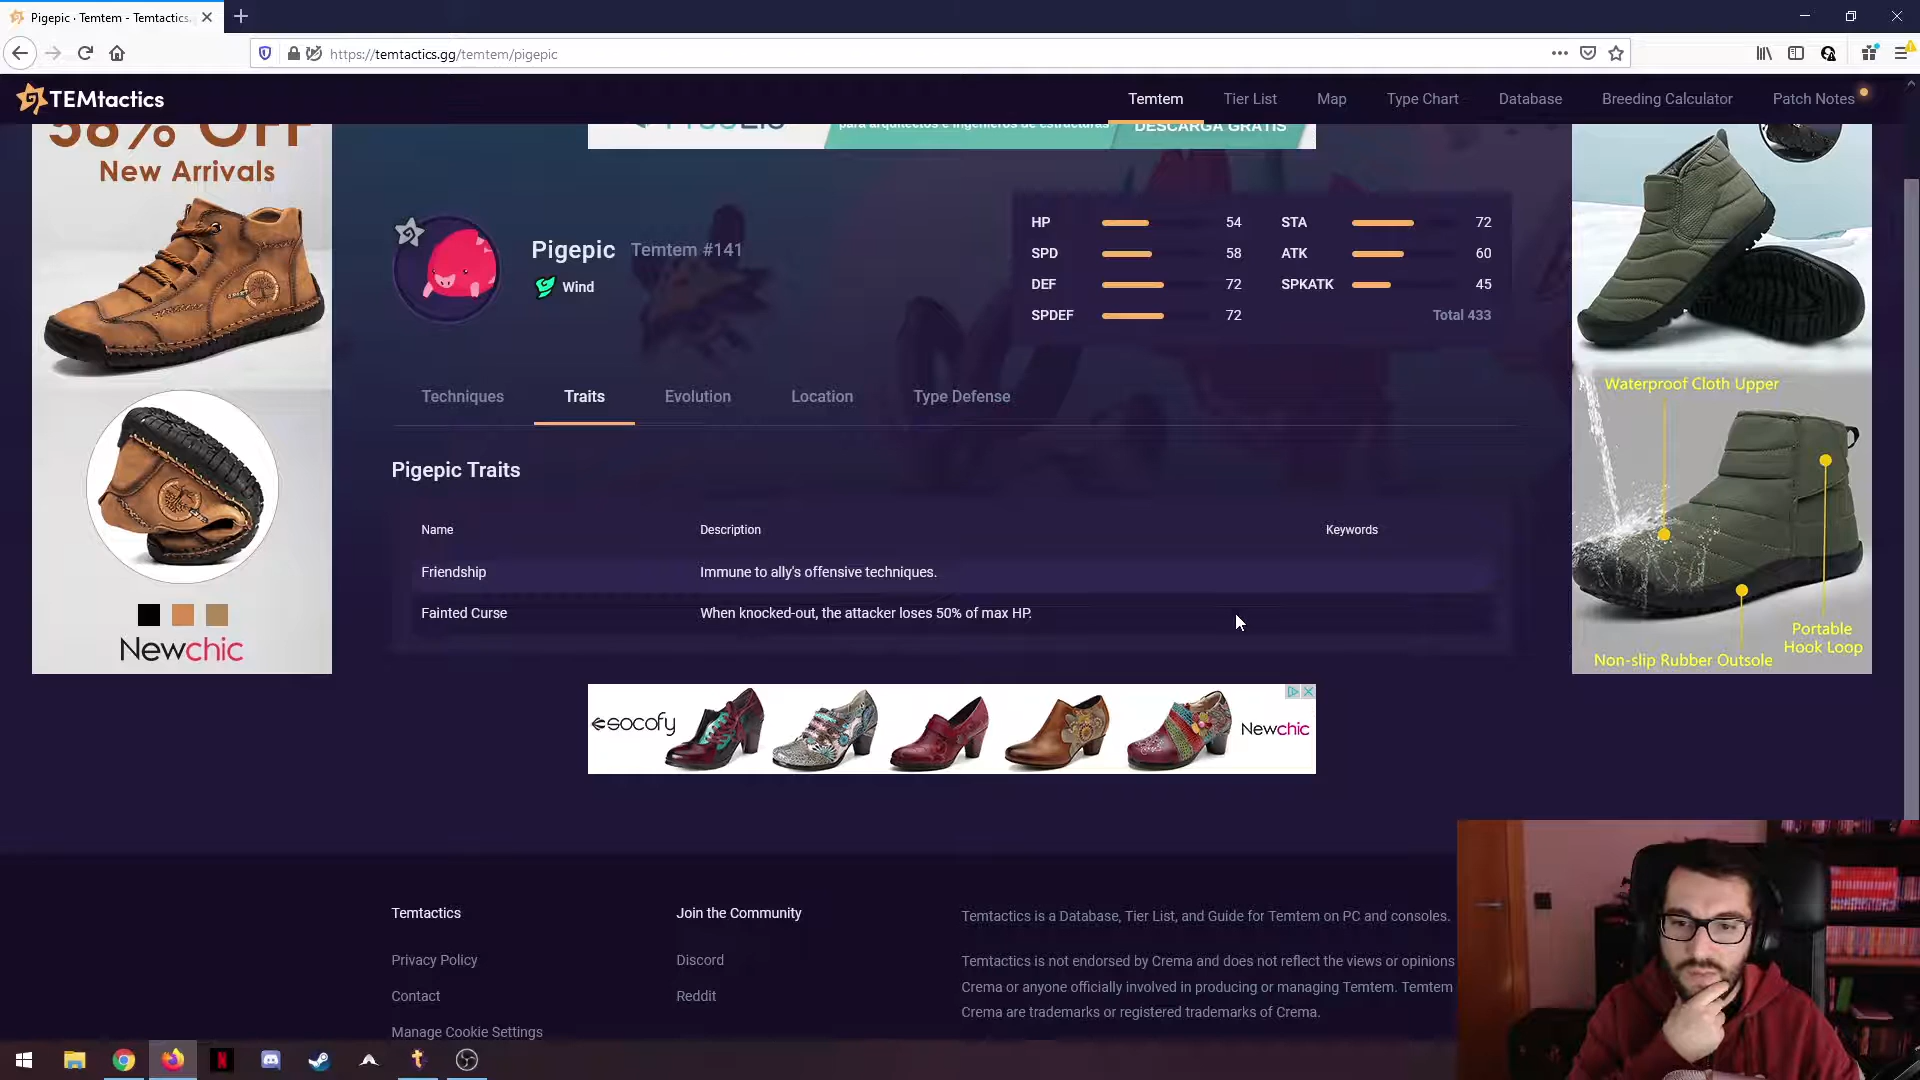 Pigepic · Temtem - Temtactics.
https://temtactics.gg/temtem/pigepic
TEMtactics
Temtem
Tier List
Map
Type Chart
Database
Breeding Calculator
Patch Notes
58% OFF
New Arrivals
Newchic
para arquitectos e ingenieros de estructuras
DESCARGA GRATIS
Pigepic Temtem #141
Wind
HP 54 STA 72
SPD 58 ATK 60
DEF 72 SPKATK 45
SPDEF 72 Total 433
Techniques
Traits
Evolution
Location
Type Defense
Pigepic Traits
Name Description Keywords
Friendship Immune to ally's offensive techniques.
Fainted Curse When knocked-out, the attacker loses 50% of max HP.
Waterproof Cloth Upper
Portable
Hook Loop
Non-slip Rubber Outsole
socofy
Newchic
Temtactics
Privacy Policy
Contact
Manage Cookie Settings
Join the Community
Discord
Reddit
Temtactics is a Database, Tier List, and Guide for Temtem on PC and consoles.
Temtactics is not endorsed by Crema and does not reflect the views or opinions
Crema or anyone officially involved in producing or managing Temtem. Temtem
Crema are trademarks or registered trademarks of Crema.